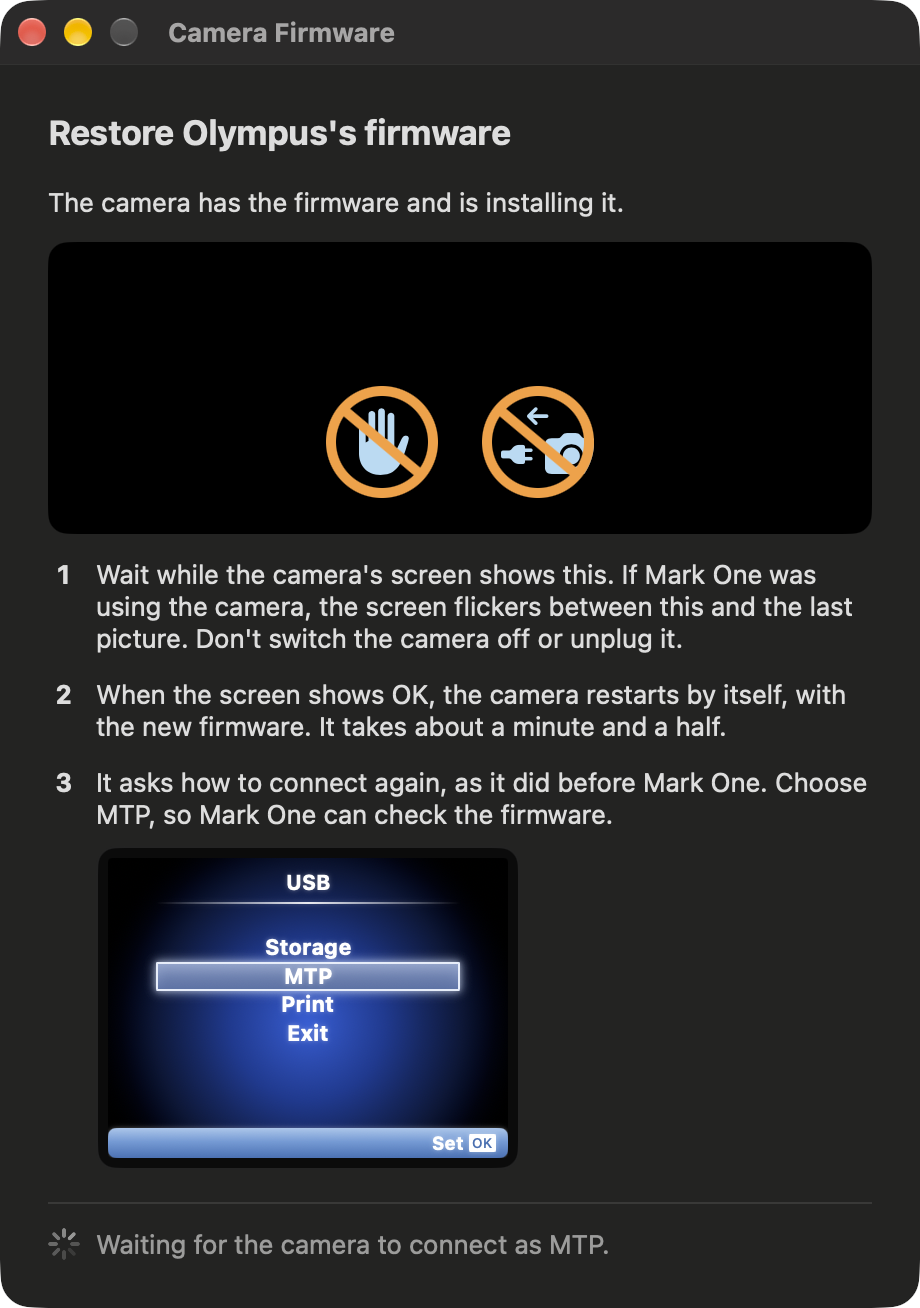 Camera Firmware
Restore Olympus's firmware
The camera has the firmware and is installing it.
1 Wait while the camera's screen shows this. If Mark One was
using the camera, the screen flickers between this and the last
picture. Don't switch the camera off or unplug it.
2 When the screen shows OK, the camera restarts by itself, with
the new firmware. It takes about a minute and a half.
3 It asks how to connect again, as it did before Mark One. Choose
MTP, so Mark One can check the firmware.
USB
Storage
MTP
Print
Exit
Set OK
Waiting for the camera to connect as MTP.